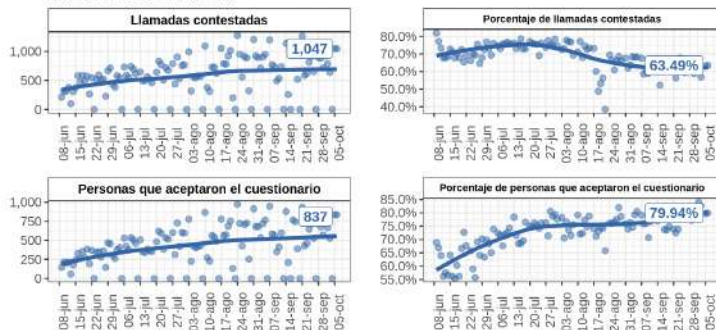 Llamadas contestadas
1,000
500
0
1,047
08-jun
15-jun
22-jun
29-jun
06-jul
13-jul
20-jul
27-jul
03-ago
10-ago
17-ago
24-ago
31-ago
07-sep
14-sep
21-sep
28-sep
05-oct
Porcentaje de llamadas contestadas
80.0%
70.0%
60.0%
50.0%
40.0%
63.49%
08-jun
15-jun
22-jun
29-jun
06-jul
13-jul
20-jul
27-jul
03-ago
10-ago
17-ago
24-ago
31-ago
07-sep
14-sep
21-sep
28-sep
05-oct
Personas que aceptaron el cuestionario
1,000
750
500
250
0
837
08-jun
15-jun
22-jun
29-jun
06-jul
13-jul
20-jul
27-jul
03-ago
10-ago
17-ago
24-ago
31-ago
07-sep
14-sep
21-sep
28-sep
05-oct
Porcentaje de personas que aceptaron el cuestionario
85.0%
80.0%
75.0%
70.0%
65.0%
60.0%
55.0%
79.94%
08-jun
15-jun
22-jun
29-jun
06-jul
13-jul
20-jul
27-jul
03-ago
10-ago
17-ago
24-ago
31-ago
07-sep
14-sep
21-sep
28-sep
05-oct